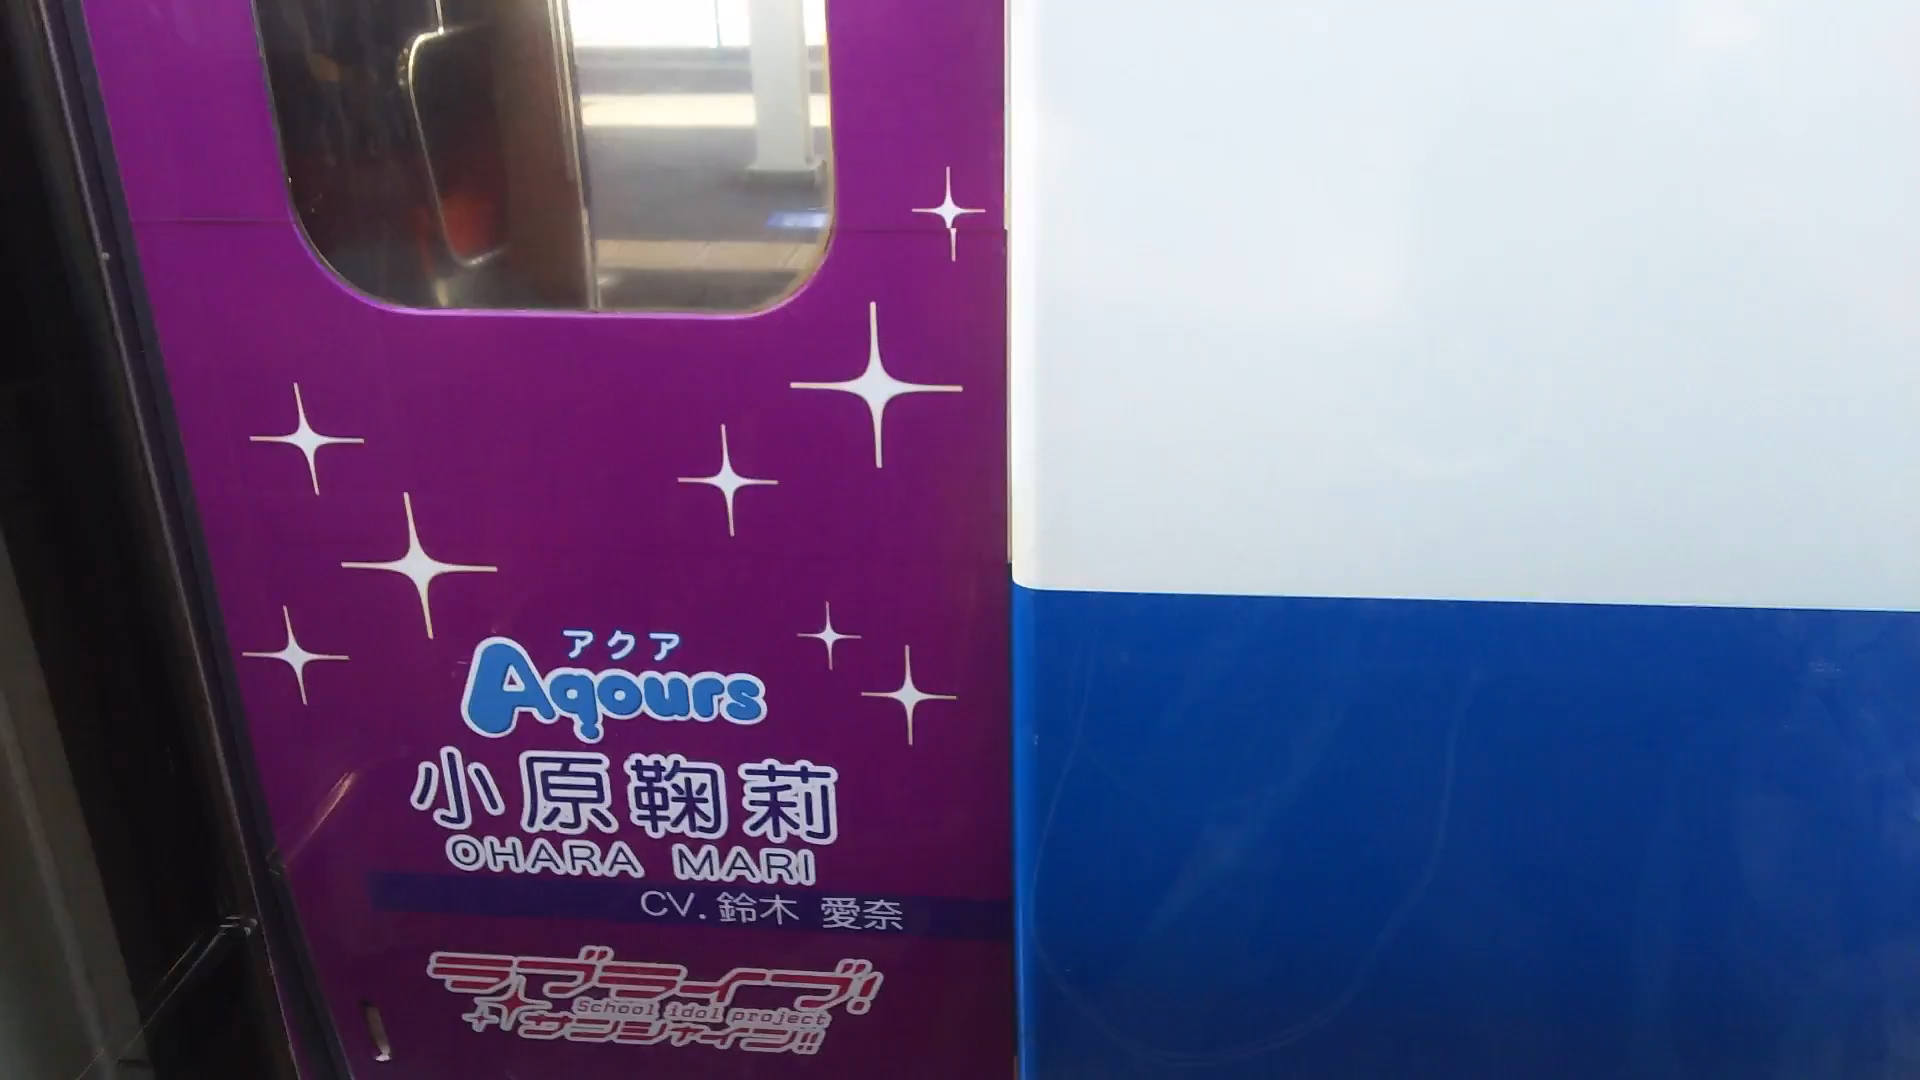 アクア
Aqours
小原鞠莉
OHARA MARI
CV.鈴木 愛奈
ラブライブ!
School idol project
サンシャイン!!